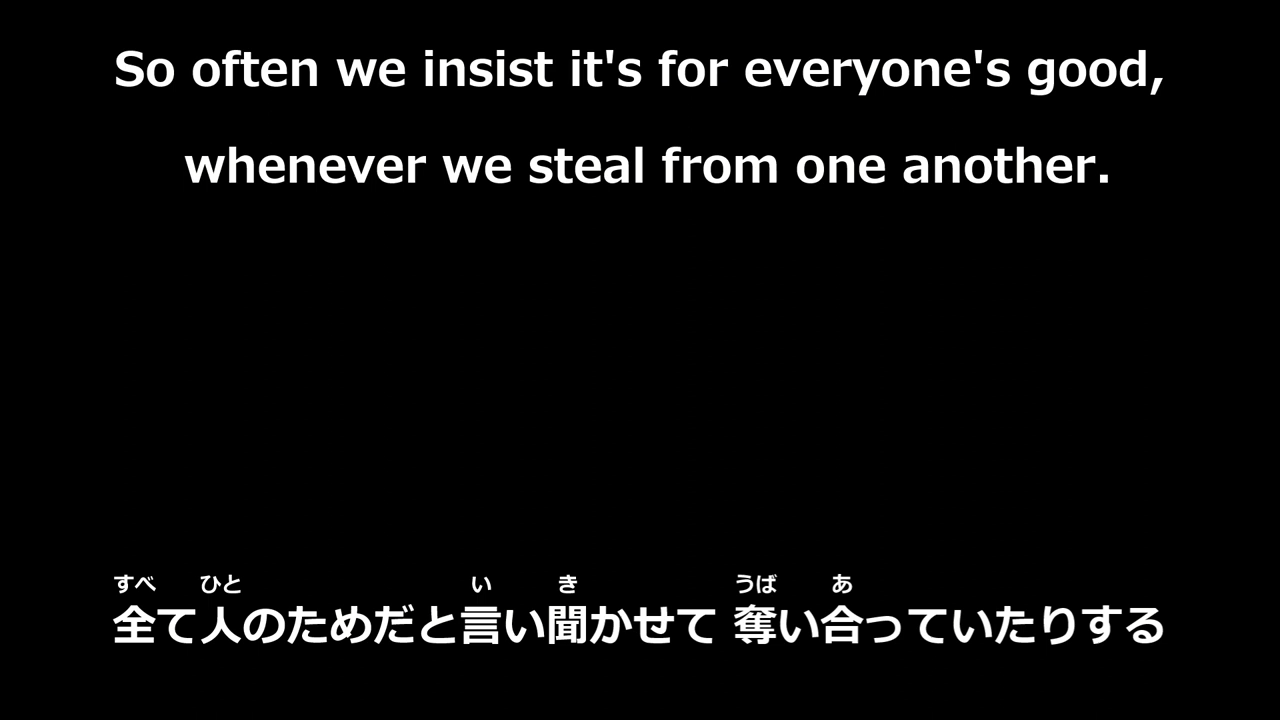 So often we insist it's for everyone's good,
whenever we steal from one another.
すべ ひと い き うば あ
全て人のためだと言い聞かせて 奪い合っていたりする